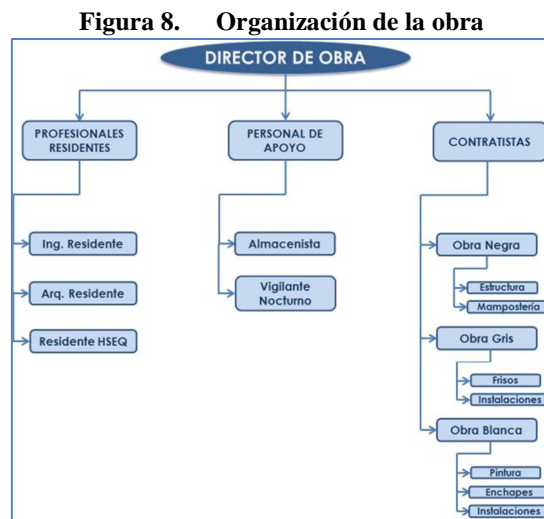 Figura 8. Organización de la obra
DIRECTOR DE OBRA
PROFESIONALES
RESIDENTES
Ing. Residente
Arq. Residente
Residente HSEQ
PERSONAL DE
APOYO
Almacenista
Vigilante
Nocturno
CONTRATISTAS
Obra Negra
Estructura
Mampostería
Obra Gris
Frisos
Instalaciones
Obra Blanca
Pintura
Enchapes
Instalaciones